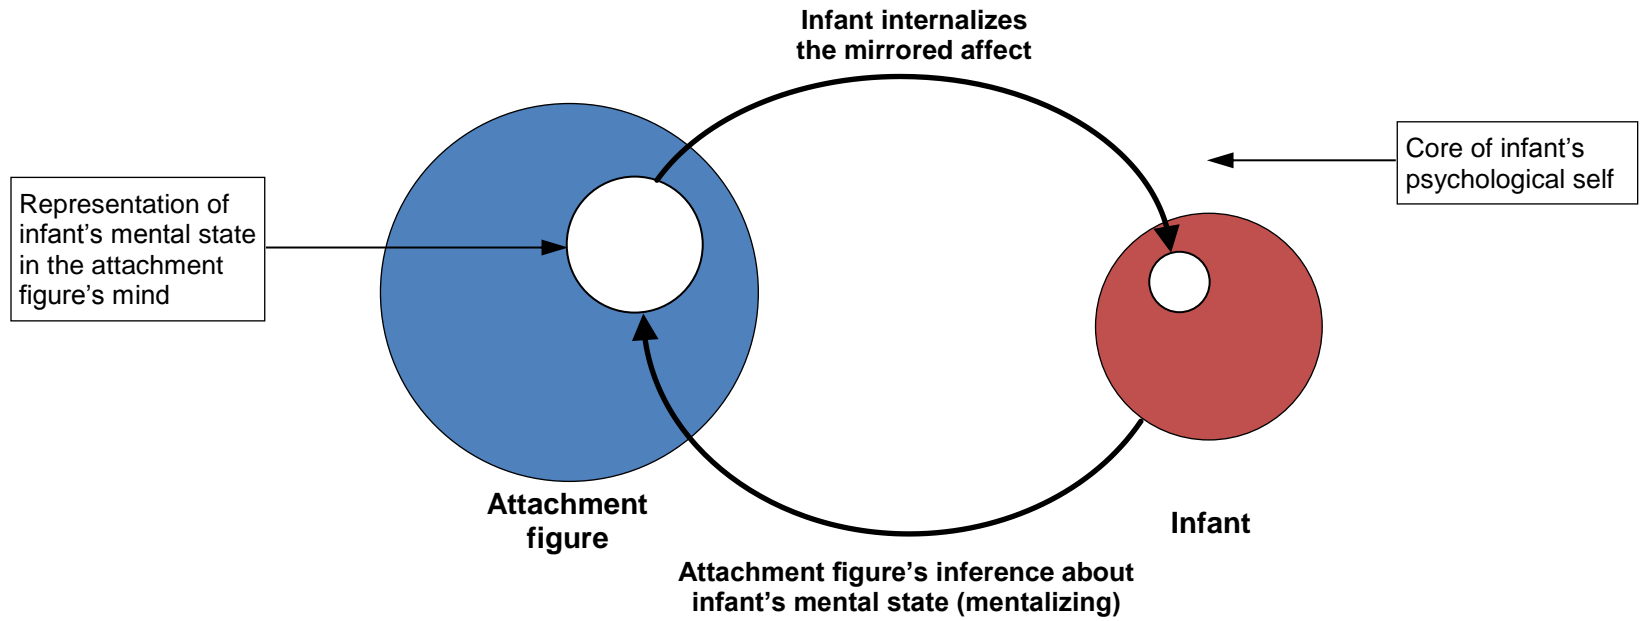 Infant internalizes
the mirrored affect
Core of infant’s
psychological self
Representation of
infant’s mental state
in the attachment
figure’s mind
Attachment
figure
Infant
Attachment figure’s inference about
infant’s mental state (mentalizing)